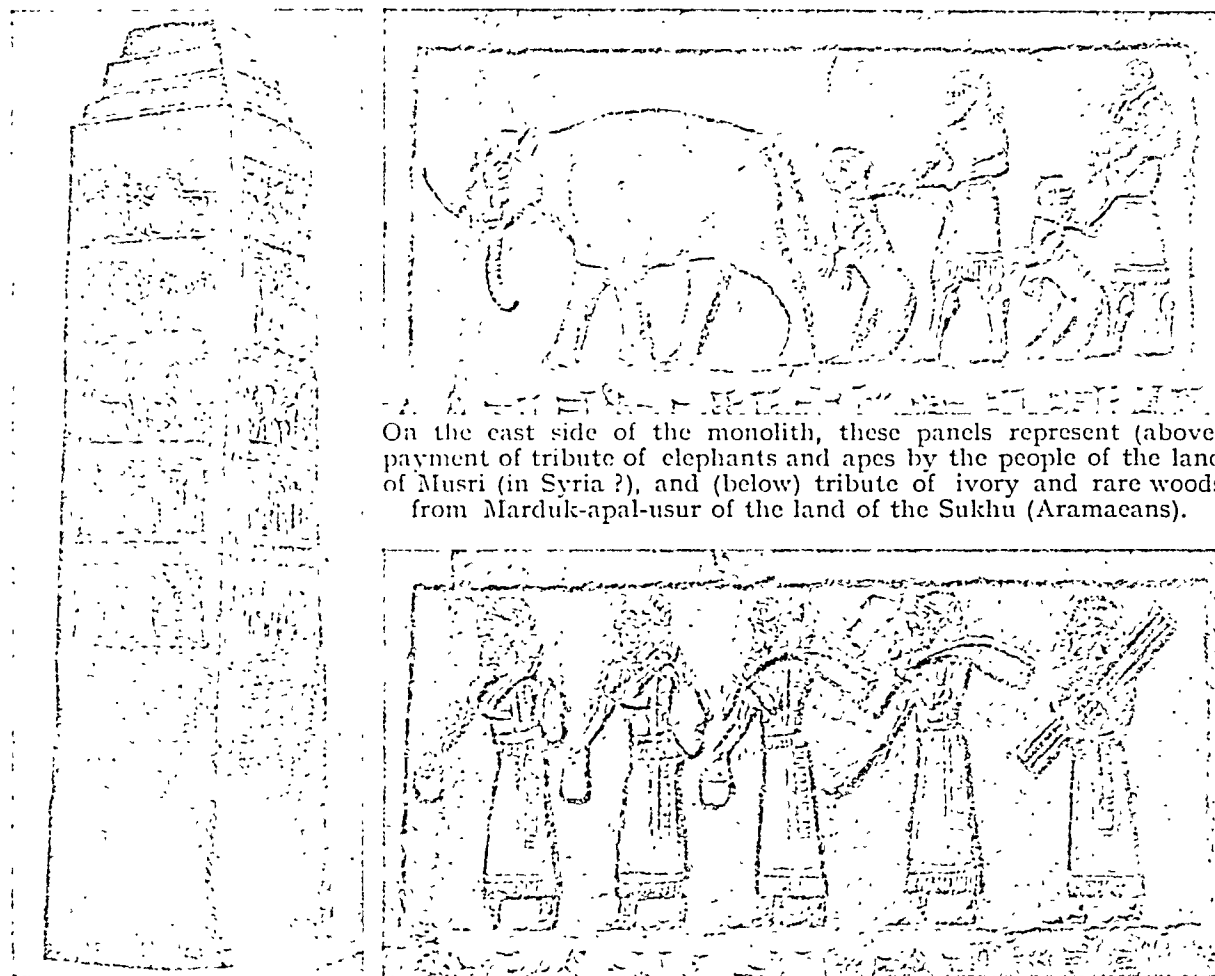 On the east side of the monolith, these panels represent (above
payment of tribute of elephants and apes by the people of the land
of Musri (in Syria ?), and (below) tribute of ivory and rare woods
from Marduk-apal-usur of the land of the Sukhu (Aramaeans).